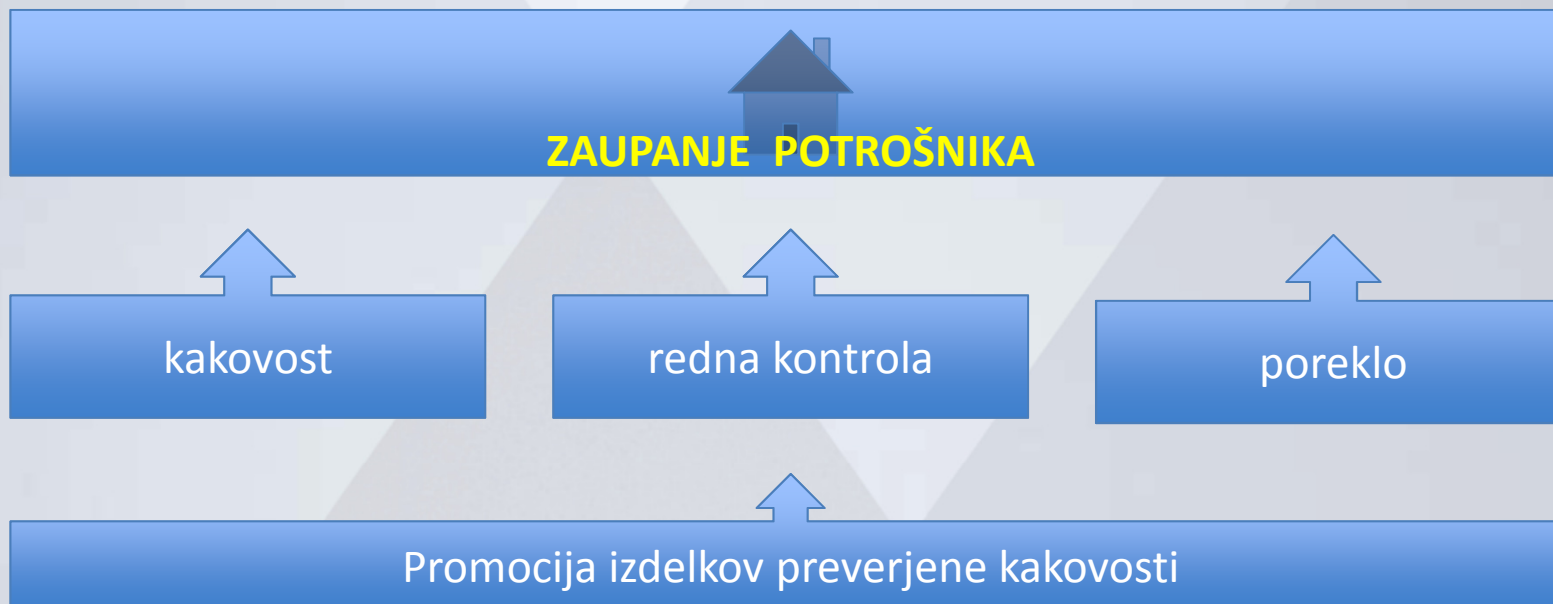 ZAUPANJE POTROŠNIKA
kakovost
redna kontrola
poreklo
Promocija izdelkov preverjene kakovosti